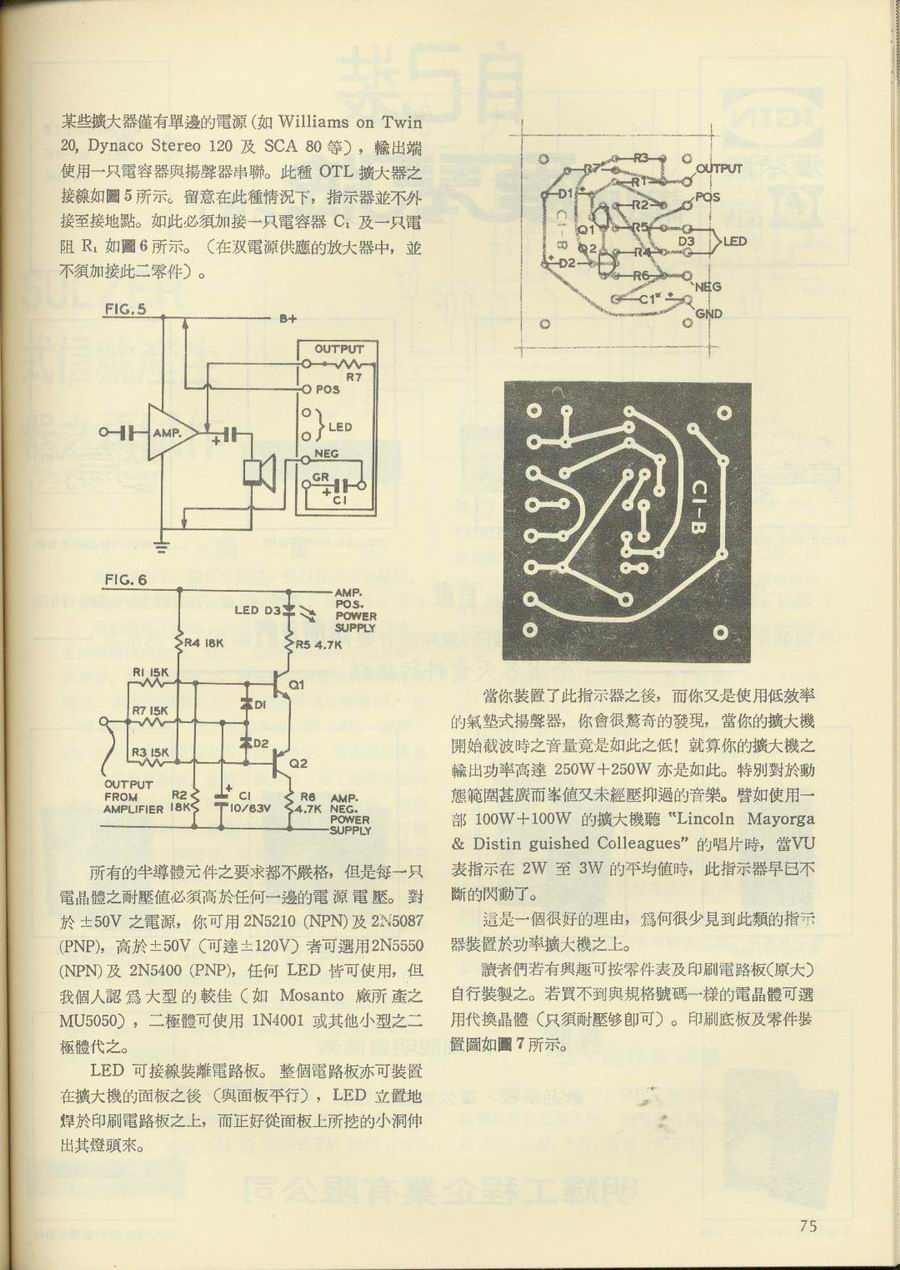 某些擴大器僅有單邊的電源(如 Williams on Twin
20, Dynaco Stereo 120 及 SCA 80 等)，輸出端
使用一只電容器與揚聲器串聯。此種 OTL 擴大器之
接線如圖5所示。留意在此種情況下，指示器並不外
接至接地點。如此必須加接一只電容器 C₁ 及一只電
阻 R₁ 如圖6所示。（在双電源供應的放大器中，並
不須加接此二零件）。
FIG.5
B+
OUTPUT
R7
POS
LED
AMP.
+
NEG
GR
+
C1
FIG.6
AMP.
POS.
POWER
SUPPLY
LED D3
R4 18K
R5 4.7K
R1 15K
Q1
D1
R7 15K
D2
R3 15K
Q2
OUTPUT
FROM
AMPLIFIER
R2
18K
+
C1
10/63V
R6
4.7K
AMP.
NEG.
POWER
SUPPLY
所有的半導體元件之要求都不嚴格，但是每一只
電晶體之耐壓值必須高於任何一邊的電源電壓。對
於 ±50V 之電源，你可用 2N5210 (NPN)及 2N5087
(PNP)，高於±50V（可達±120V）者可選用2N5550
(NPN)及 2N5400 (PNP)，任何 LED 皆可使用，但
我個人認爲大型的較佳（如 Mosanto 廠所產之
MU5050），二極體可使用 1N4001 或其他小型之二
極體代之。
LED 可接線裝離電路板。整個電路板亦可裝置
在擴大機的面板之後（與面板平行），LED 立置地
焊於印刷電路板之上，而正好從面板上所挖的小洞伸
出其燈頭來。
R7
R3
OUTPUT
D1
+
R1
R2
POS
C1-B
Q1
R5
D3
LED
Q2
R4
+
D2
R6
NEG
C1
+
GND
C1-B
當你裝置了此指示器之後，而你又是使用低效率
的氣墊式揚聲器，你會很驚奇的發現，當你的擴大機
開始截波時之音量竟是如此之低！就算你的擴大機之
輸出功率高達 250W+250W 亦是如此。特別對於動
態範圍甚廣而峯值又未經壓抑過的音樂。譬如使用一
部 100W+100W 的擴大機聽 “Lincoln Mayorga
& Distin guished Colleagues” 的唱片時，當VU
表指示在 2W 至 3W 的平均值時，此指示器早已不
斷的閃動了。
這是一個很好的理由，爲何很少見到此類的指示
器裝置於功率擴大機之上。
讀者們若有興趣可按零件表及印刷電路板(原大)
自行裝製之。若買不到與規格號碼一樣的電晶體可選
用代換晶體（只須耐壓够卽可）。印刷底板及零件裝
置圖如圖7所示。
75